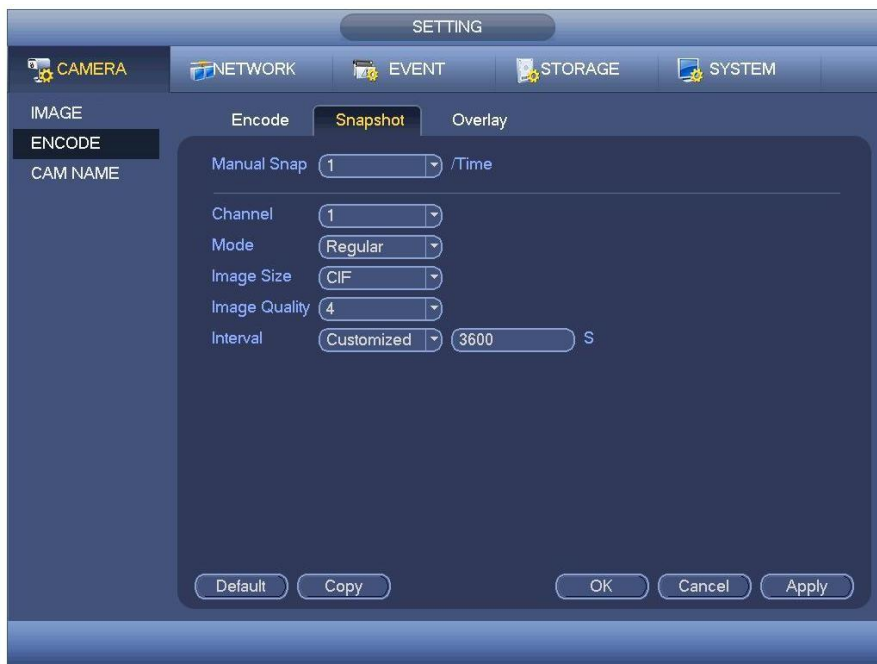 SETTING
CAMERA NETWORK EVENT STORAGE SYSTEM
IMAGE
ENCODE
CAM NAME
Encode Snapshot Overlay
Manual Snap 1 /Time
Channel 1
Mode Regular
Image Size CIF
Image Quality 4
Interval Customized 3600 S
Default Copy OK Cancel Apply